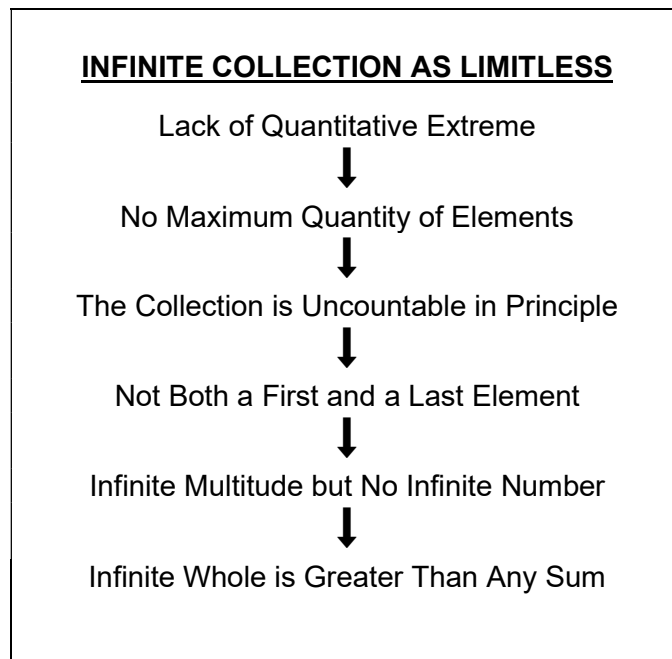 INFINITE COLLECTION AS LIMITLESS
Lack of Quantitative Extreme
No Maximum Quantity of Elements
The Collection is Uncountable in Principle
Not Both a First and a Last Element
Infinite Multitude but No Infinite Number
Infinite Whole is Greater Than Any Sum